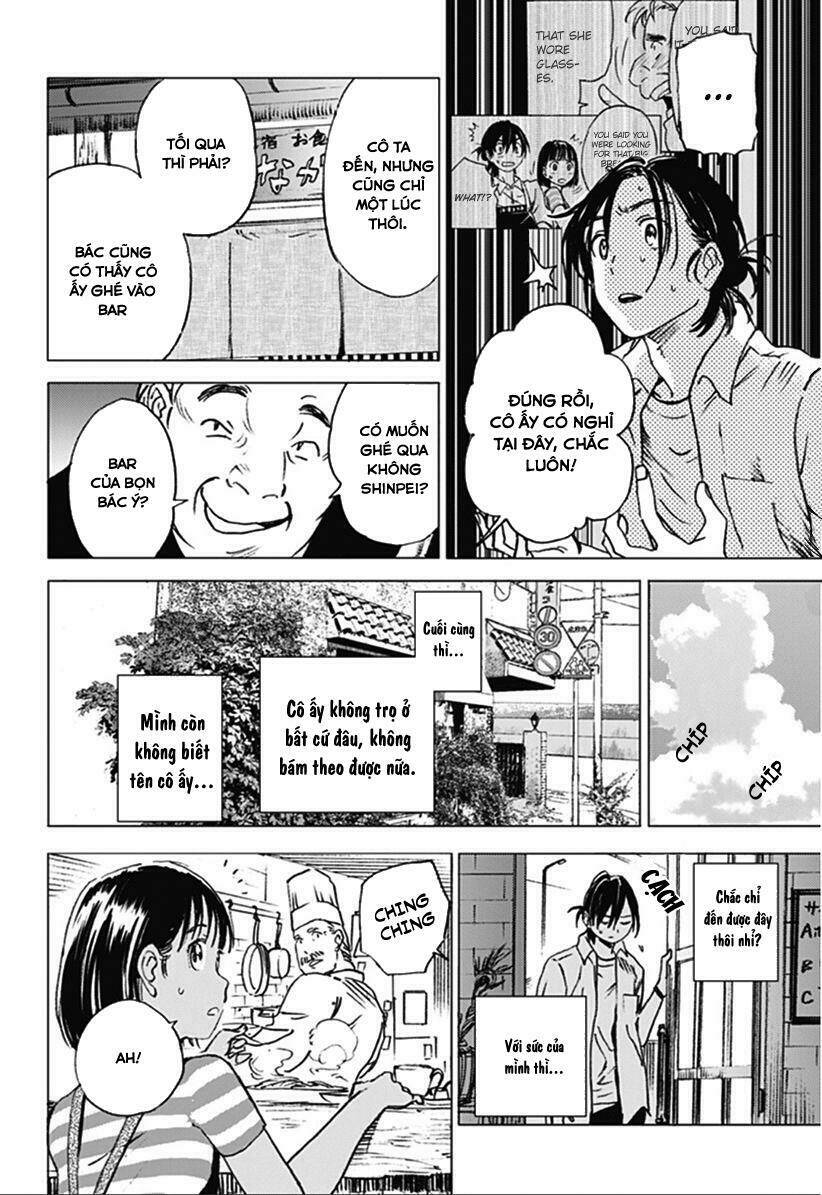 THAT SHE
WORE
GLASS-
ES.
YOU SAID
...
YOU SAID YOU
WERE LOOKING
FOR THAT BIG
WHAT!?
ĐÚNG RỒI,
CÔ ẤY CÓ NGHỈ
TẠI ĐÂY, CHẮC
LUÔN!
CÔ TA
ĐẾN, NHƯNG
CŨNG CHỈ
MỘT LÚC
THÔI.
TỐI QUA
THÌ PHẢI?
BÁC CŨNG
CÓ THẤY CÔ
ẤY GHÉ VÀO
BAR
宿 お食
CÓ MUỐN
GHÉ QUA
KHÔNG
SHINPEI?
BAR
CỦA BỌN
BÁC Ý?
CHÍP
CHÍP
Cuối cùng
thì...
Cô ấy không trọ ở
bất cứ đâu, không
bám theo được nữa.
Mình còn
không biết
tên cô ấy...
30
CẠCH
Chắc chỉ
đến được đây
thôi nhỉ?
Với sức của
mình thì...
B
C
CHING
CHING
AH!